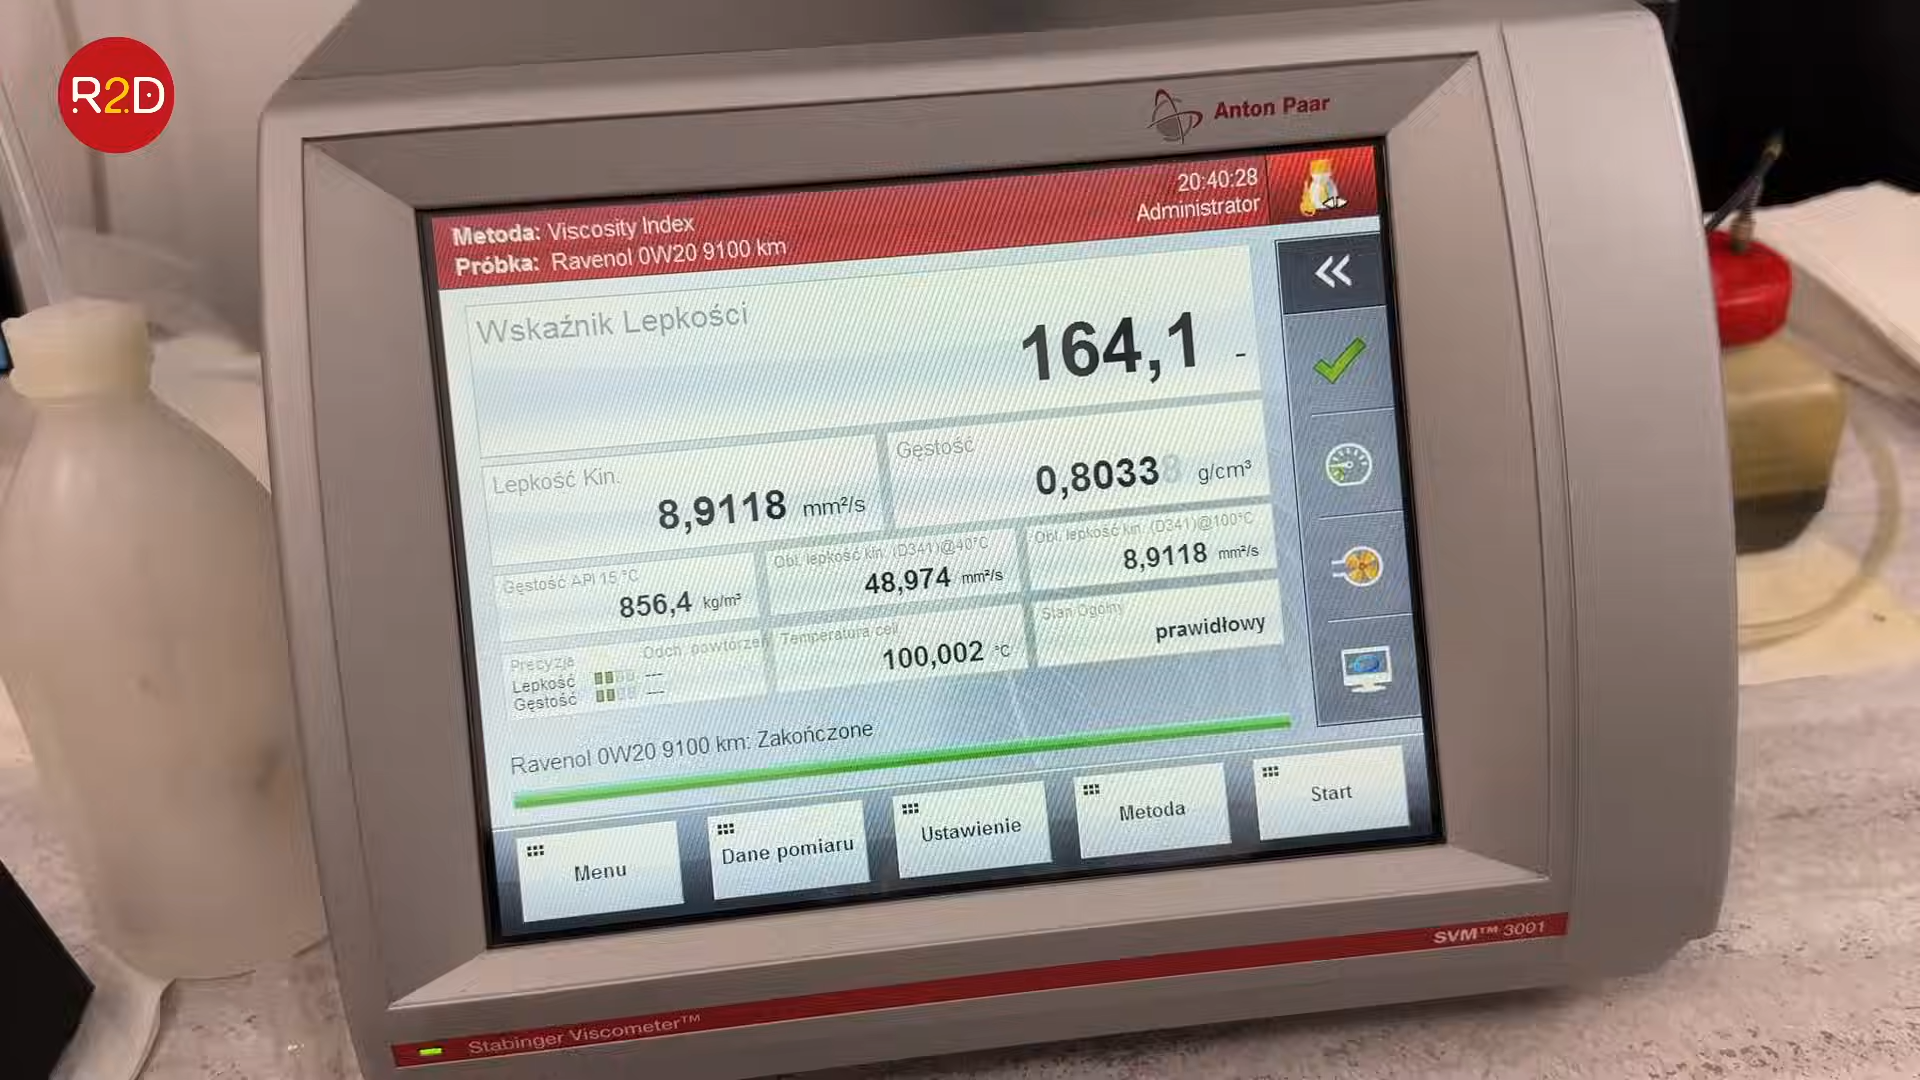 R2D
Anton Paar
20:40:28
Administrator
Metoda: Viscosity Index
Próbka: Ravenol 0W20 9100 km
Wskaźnik Lepkości
164,1 -
Lepkość Kin.
8,9118 mm²/s
Gęstość
0,80338 g/cm³
Gęstość API 15 °C
856,4 kg/m³
Obl. lepkość kin. (D341)@40°C
48,974 mm²/s
Obl. lepkość kin. (D341)@100°C
8,9118 mm²/s
Precyzja Odch. powtórzeń
Lepkość ---
Gęstość ---
Temperatura celi
100,002 °C
Stan Ogólny
prawidłowy
Ravenol 0W20 9100 km: Zakończone
Menu
Dane pomiaru
Ustawienie
Metoda
Start
SVM™ 3001
Stabinger Viscometer™